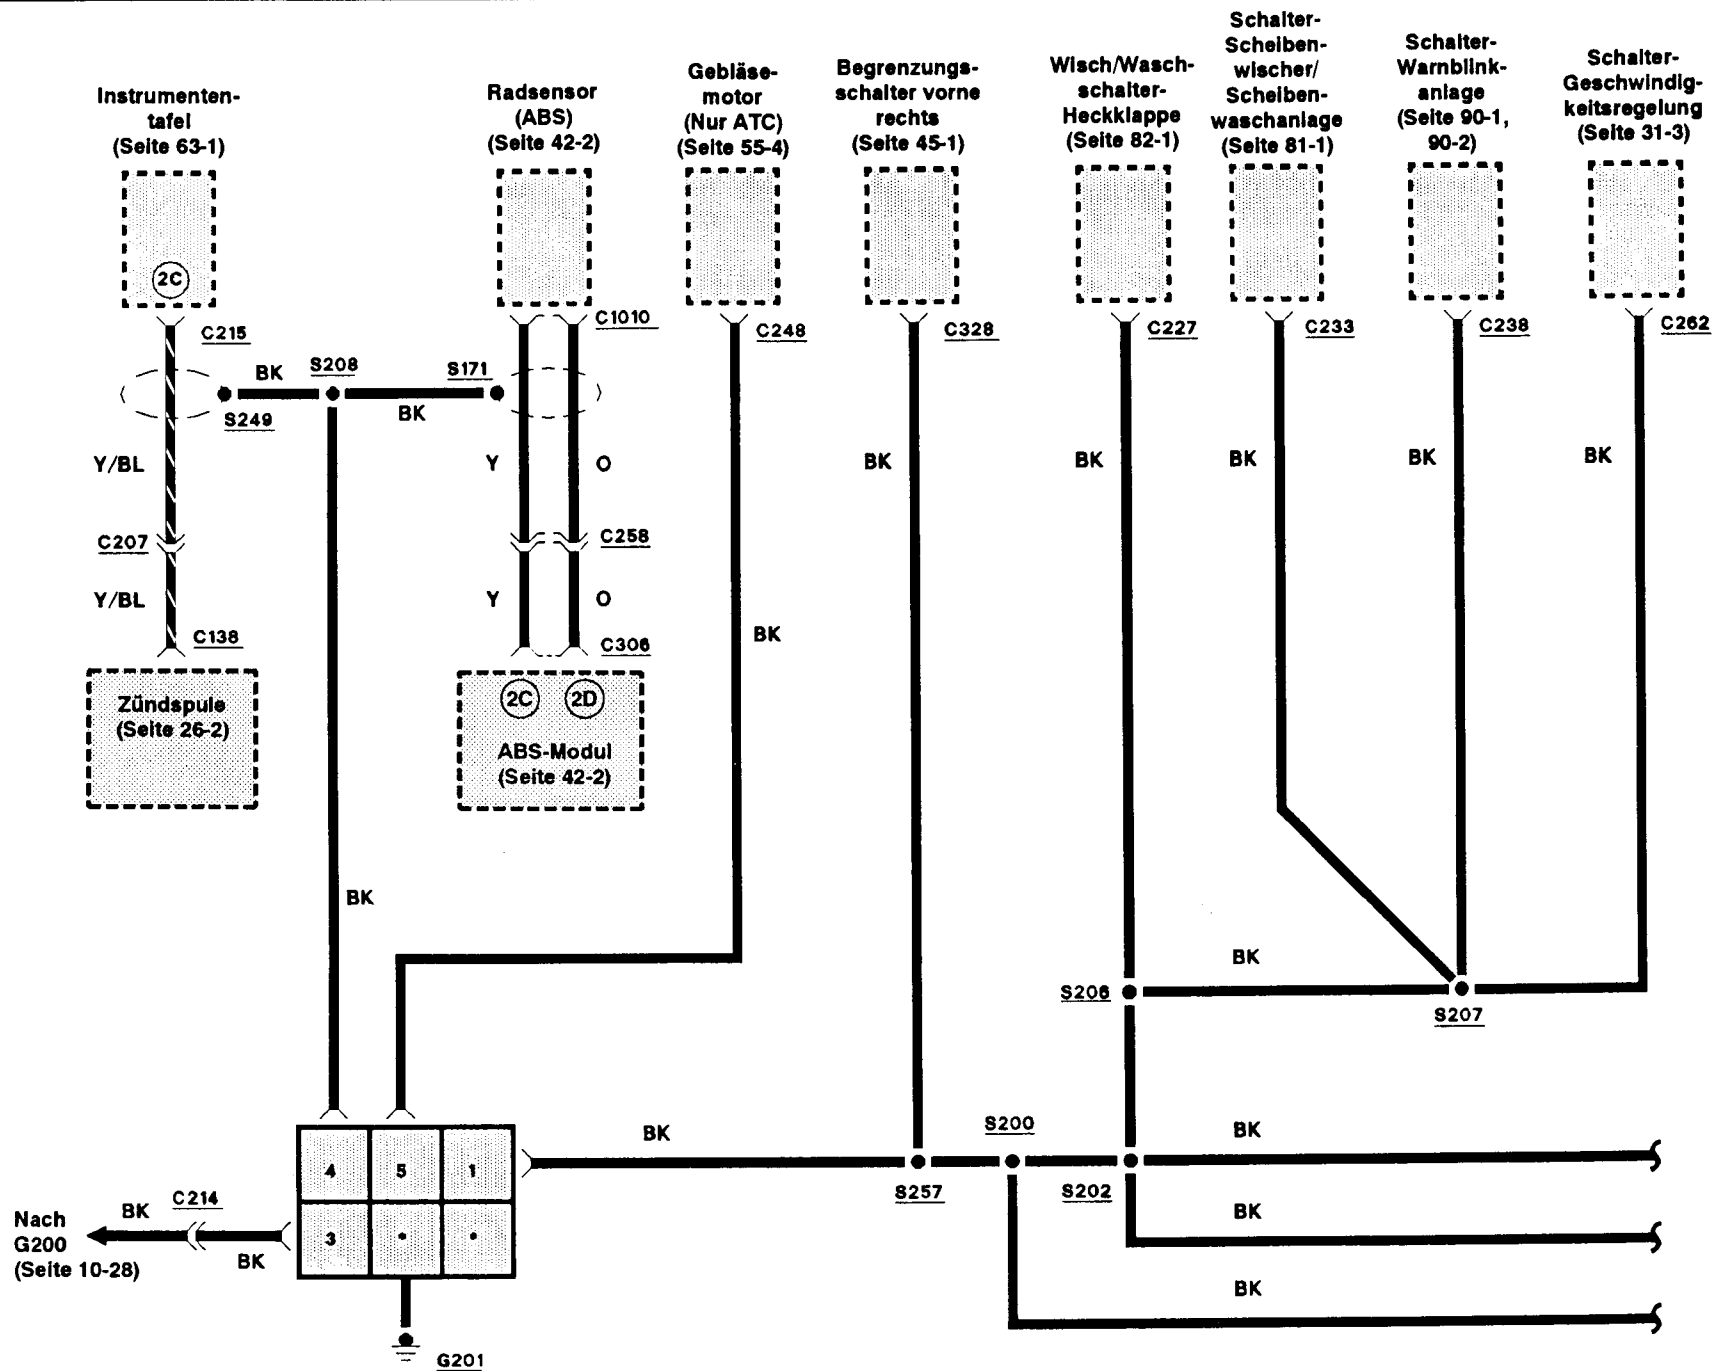 Instrumenten-
tafel
(Seite 63-1)
Radsensor
(ABS)
(Seite 42-2)
Gebläse-
motor
(Nur ATC)
(Seite 55-4)
Begrenzungs-
schalter vorne
rechts
(Seite 45-1)
Wisch/Wasch-
schalter-
Heckklappe
(Seite 82-1)
Schalter-
Scheiben-
wischer/
Scheiben-
waschanlage
(Seite 81-1)
Schalter-
Warnblink-
anlage
(Seite 90-1,
90-2)
Schalter-
Geschwindig-
keitsregelung
(Seite 31-3)
2C
C215
C1010
C248
C328
C227
C233
C238
C262
BK
S208
S171
S249
BK
Y/BL
Y
O
BK
BK
BK
BK
BK
C207
C258
Y/BL
Y
O
BK
C138
C306
Zündspule
(Seite 26-2)
2C
2D
ABS-Modul
(Seite 42-2)
BK
BK
S206
S207
BK
S200
BK
4
5
1
S257
S202
3
*
*
Nach
G200
(Seite 10-28)
BK
C214
BK
BK
BK
G201